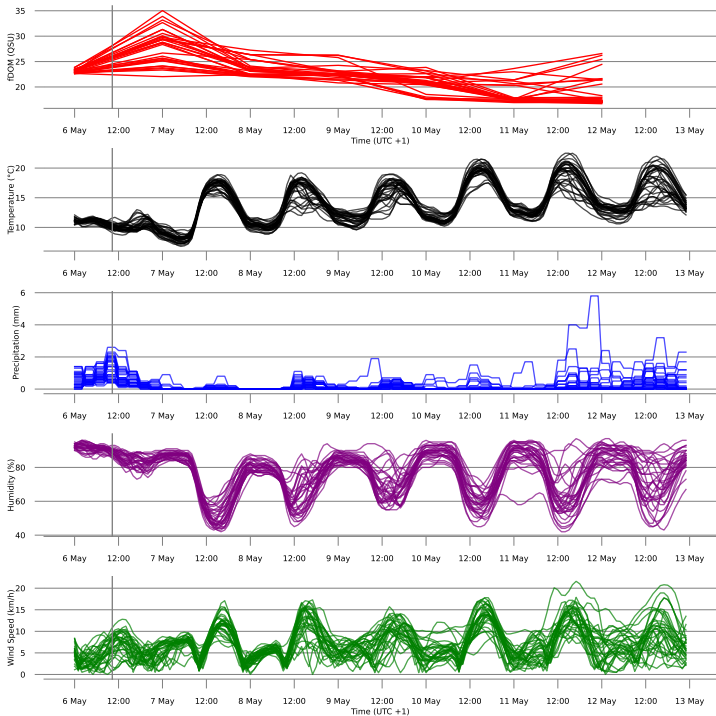 35
30
25
20
fDOM (QSU)
6 May 12:00 7 May 12:00 8 May 12:00 9 May 12:00 10 May 12:00 11 May 12:00 12 May 12:00 13 May
Time (UTC +1)
20
15
10
Temperature (°C)
6 May 12:00 7 May 12:00 8 May 12:00 9 May 12:00 10 May 12:00 11 May 12:00 12 May 12:00 13 May
6
4
2
0
Precipitation (mm)
6 May 12:00 7 May 12:00 8 May 12:00 9 May 12:00 10 May 12:00 11 May 12:00 12 May 12:00 13 May
80
60
40
Humidity (%)
6 May 12:00 7 May 12:00 8 May 12:00 9 May 12:00 10 May 12:00 11 May 12:00 12 May 12:00 13 May
20
15
10
5
0
Wind Speed (km/h)
6 May 12:00 7 May 12:00 8 May 12:00 9 May 12:00 10 May 12:00 11 May 12:00 12 May 12:00 13 May
Time (UTC +1)